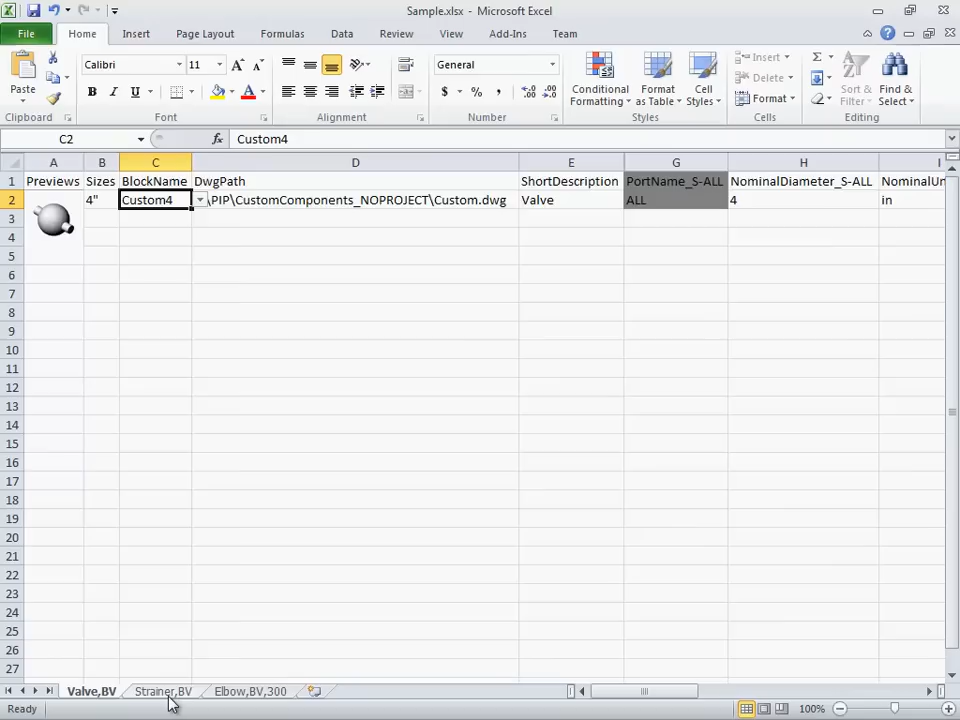 Sample.xlsx - Microsoft Excel
File Home Insert Page Layout Formulas Data Review View Add-Ins Team
Calibri 11 General
Paste
Conditional Formatting Format as Table Cell Styles
Insert Delete Format
Sort & Filter Find & Select
Clipboard Font Alignment Number Styles Cells Editing
C2 fx Custom4
A B C D E G H I
1 Previews Sizes BlockName DwgPath ShortDescription PortName_S-ALL NominalDiameter_S-ALL NominalUn
2 4" Custom4 \PIP\CustomComponents_NOPROJECT\Custom.dwg Valve ALL 4 in
3
4
5
6
7
8
9
10
11
12
13
14
15
16
17
18
19
20
21
22
23
24
25
26
27
Valve,BV Strainer,BV Elbow,BV,300
Ready 100%